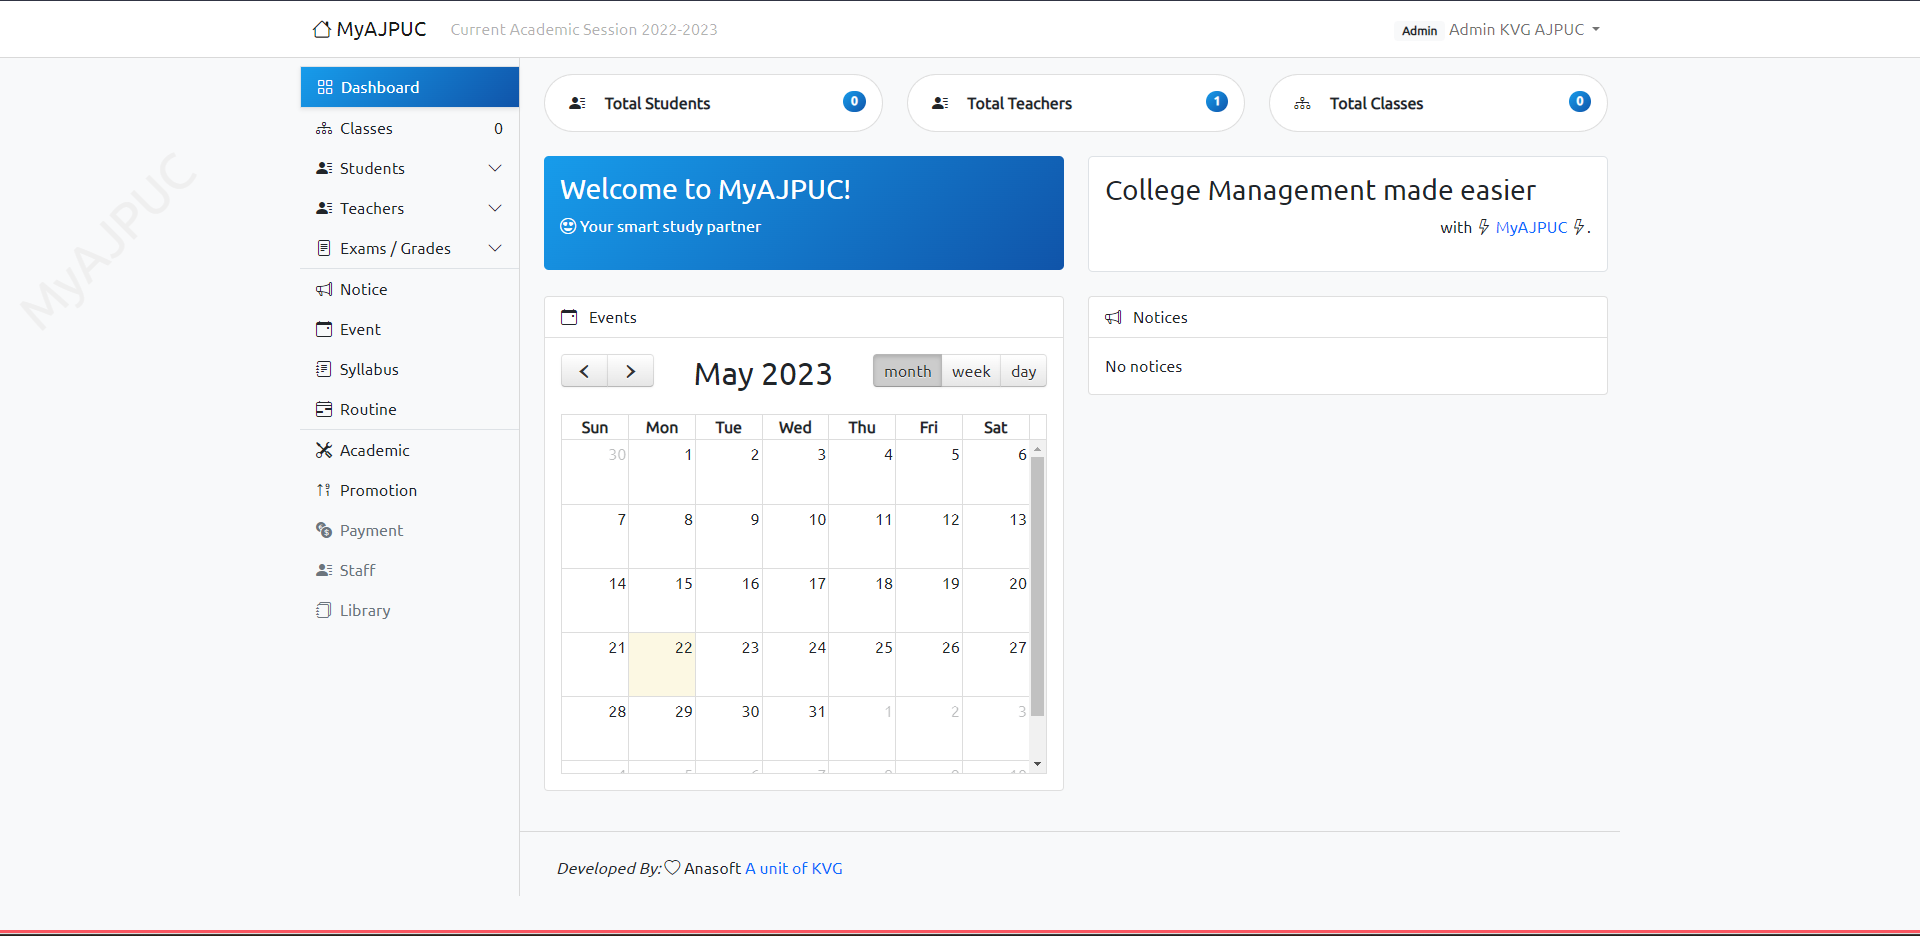 MyAJPUC Current Academic Session 2022-2023 Admin Admin KVG AJPUC
Dashboard
Classes 0
Students
Teachers
Exams / Grades
Notice
Event
Syllabus
Routine
Academic
Promotion
Payment
Staff
Library
MyAJPUC
Total Students 0
Total Teachers 1
Total Classes 0
Welcome to MyAJPUC!
Your smart study partner
College Management made easier
with MyAJPUC .
Events
May 2023
month week day
Sun Mon Tue Wed Thu Fri Sat
30 1 2 3 4 5 6
7 8 9 10 11 12 13
14 15 16 17 18 19 20
21 22 23 24 25 26 27
28 29 30 31 1 2 3
Notices
No notices
Developed By: Anasoft A unit of KVG